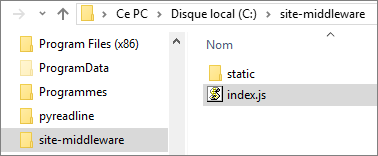 Ce PC > Disque local (C:) > site-middleware
Program Files (x86)
ProgramData
Programmes
pyreadline
site-middleware
Nom
static
index.js